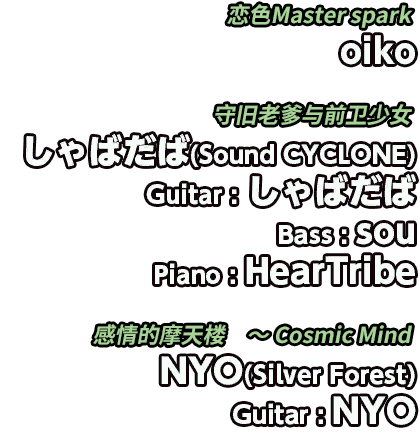 恋色Master spark
oiko
守旧老爹与前卫少女
しゃばだば(Sound CYCLONE)
Guitar : しゃばだば
Bass : sou
Piano : HearTribe
感情的摩天楼　～ Cosmic Mind
NYO(Silver Forest)
Guitar : NYO